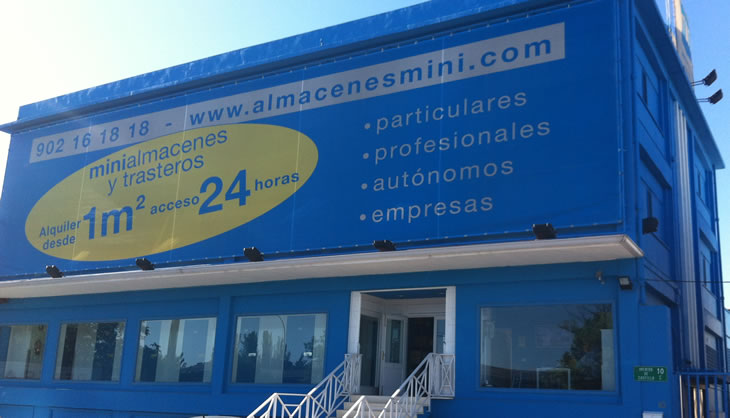 902 16 18 18 - www.almacenesmini.com
minialmacenes
y trasteros
Alquiler
desde
1m²
acceso
24
horas
• particulares
• profesionales
• autónomos
• empresas
10